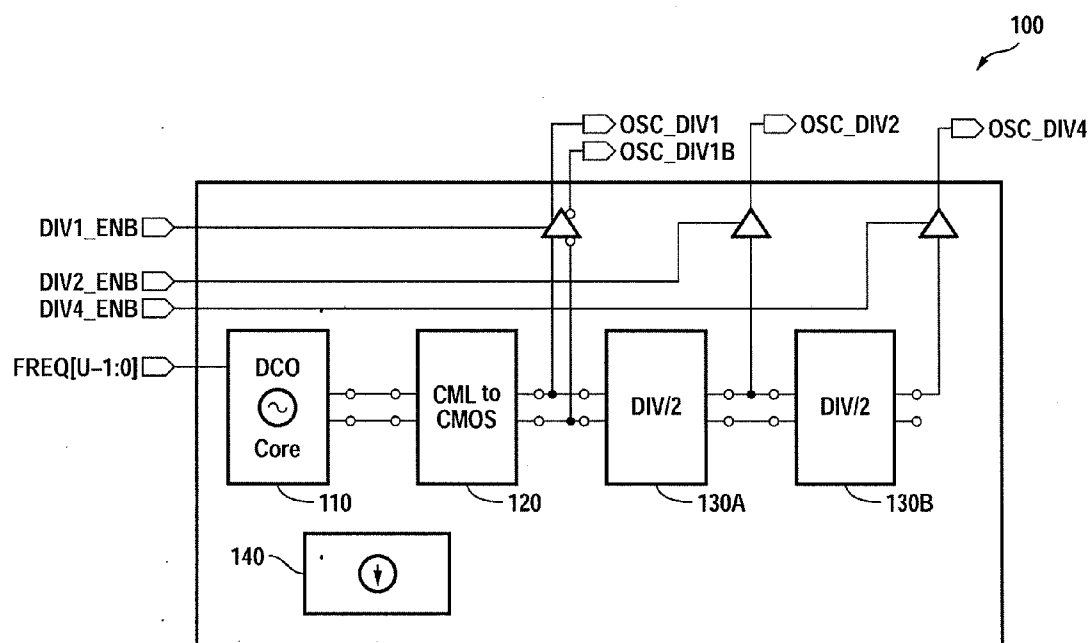 100
OSC_DIV1
OSC_DIV2
OSC_DIV4
OSC_DIV1B
DIV1_ENB
DIV2_ENB
DIV4_ENB
FREQ[U-1:0]
DCO
Core
CML to
CMOS
DIV/2
DIV/2
110
120
130A
130B
140